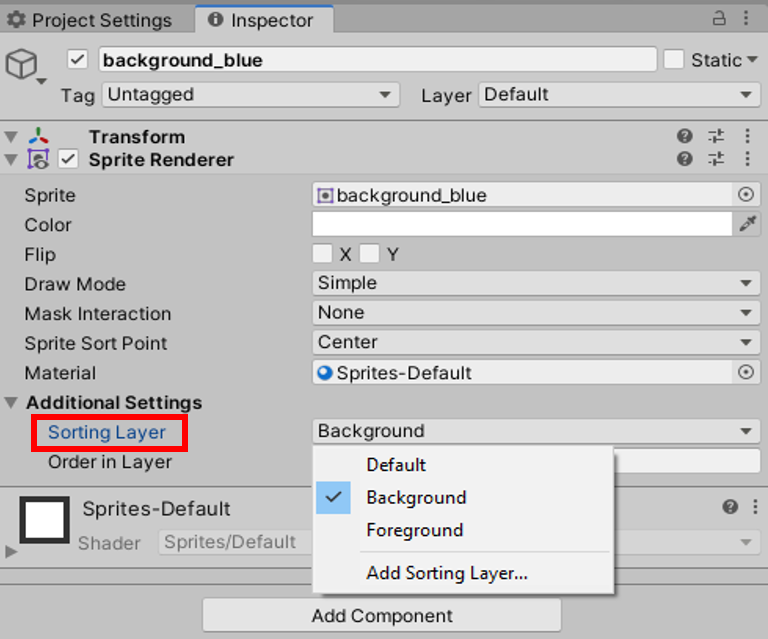 Project Settings Inspector
background_blue Static
Tag Untagged Layer Default
Transform
Sprite Renderer
Sprite background_blue
Color
Flip X Y
Draw Mode Simple
Mask Interaction None
Sprite Sort Point Center
Material Sprites-Default
Additional Settings
Sorting Layer Background
Order in Layer
Default
Background
Foreground
Add Sorting Layer...
Sprites-Default
Shader Sprites/Default
Add Component